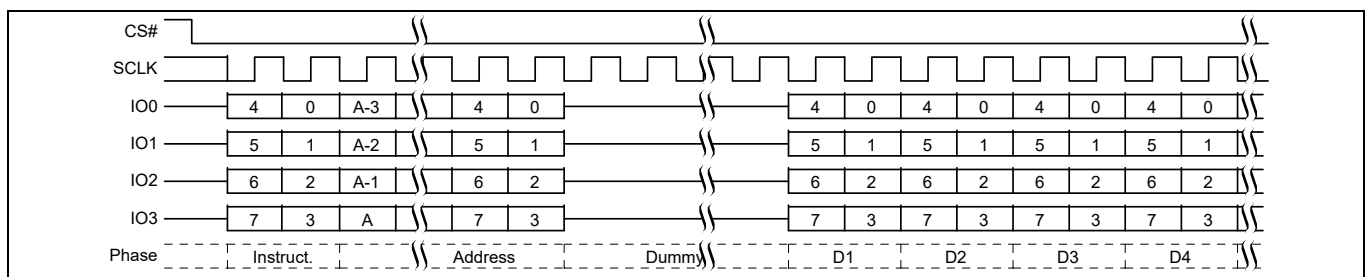 CS#
SCLK
IO0 4 0 A-3 4 0 4 0 4 0 4 0 4 0
IO1 5 1 A-2 5 1 5 1 5 1 5 1 5 1
IO2 6 2 A-1 6 2 6 2 6 2 6 2 6 2
IO3 7 3 A 7 3 7 3 7 3 7 3 7 3
Phase Instruct. Address Dummy D1 D2 D3 D4